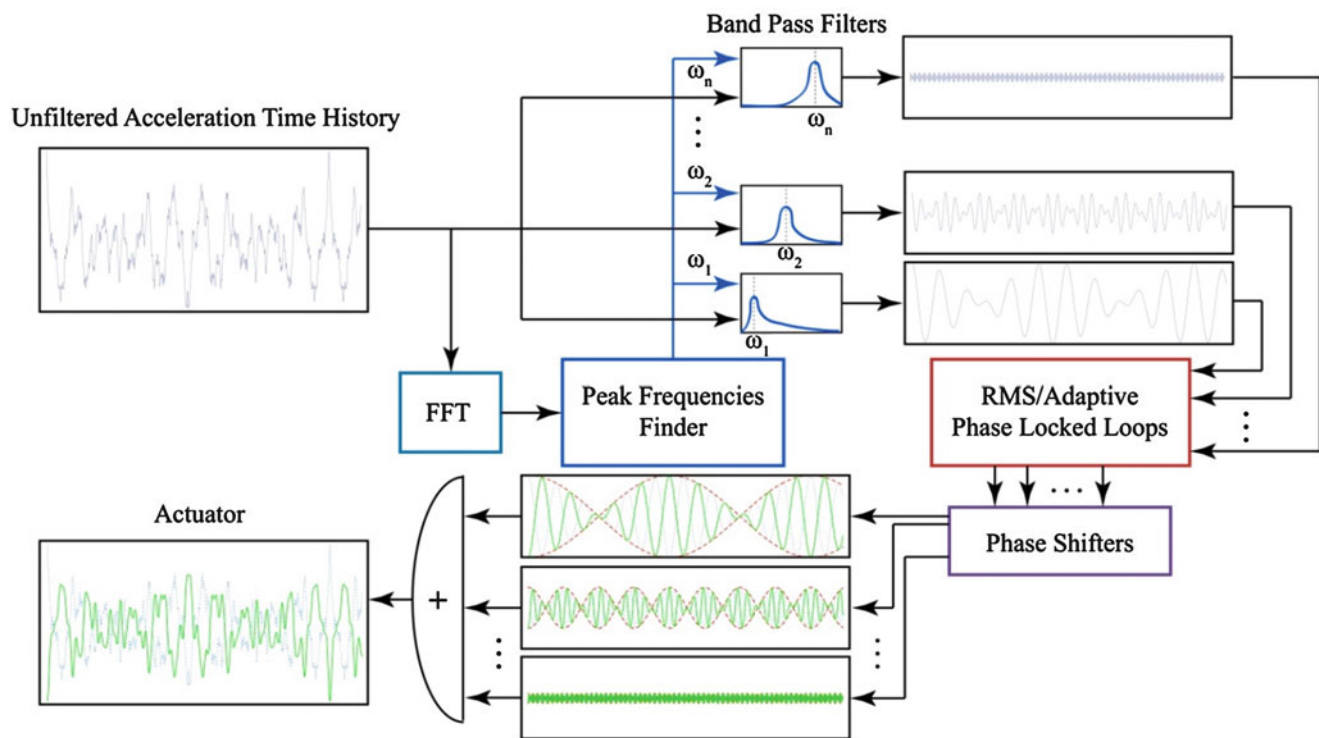 Band Pass Filters
ωn
ωn
Unfiltered Acceleration Time History
ω2
ω2
ω1
ω1
FFT
Peak Frequencies
Finder
RMS/Adaptive
Phase Locked Loops
Actuator
+
Phase Shifters